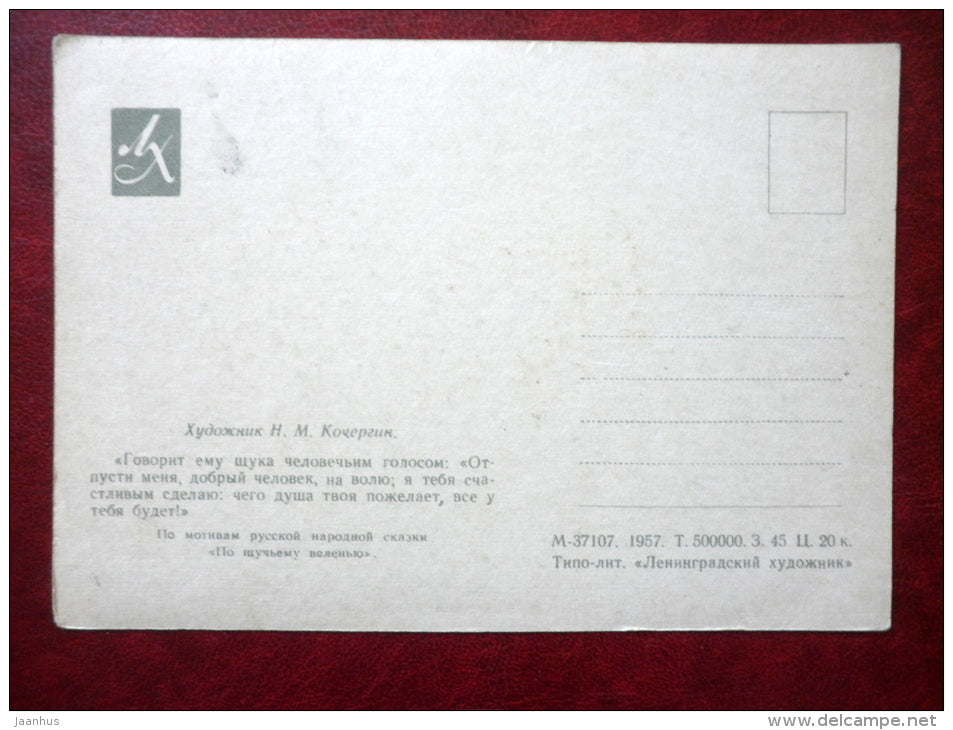 ЛХ
Художник Н. М. Кочергин.
«Говорит ему щука человечьим голосом: «От-
пусти меня, добрый человек, на волю; я тебя сча-
стливым сделаю: чего душа твоя пожелает, все у
тебя будет!»
По мотивам русской народной сказки
«По щучьему веленью».
М-37107. 1957. Т. 500000. З. 45 Ц. 20 к.
Типо-лит. «Ленинградский художник»
Jaanhus
www.delcampe.net